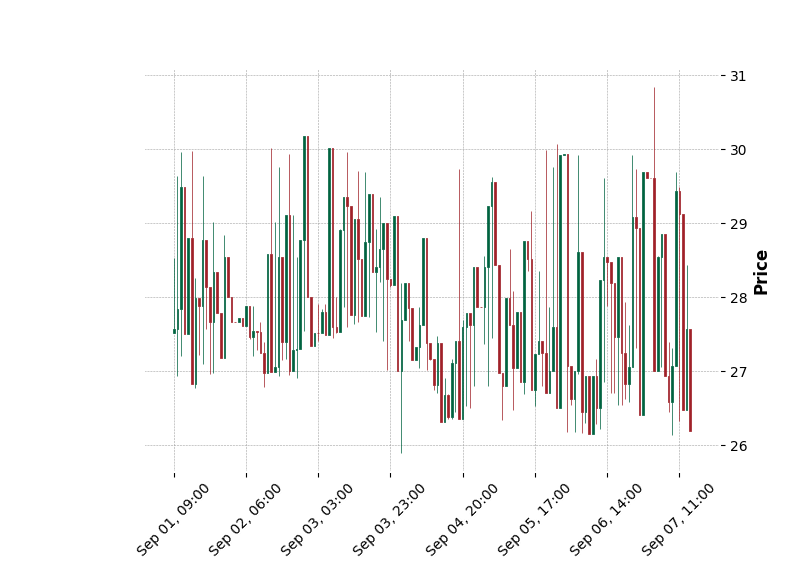 31
30
29
28
27
26
Price
Sep 01, 09:00
Sep 02, 06:00
Sep 03, 03:00
Sep 03, 23:00
Sep 04, 20:00
Sep 05, 17:00
Sep 06, 14:00
Sep 07, 11:00